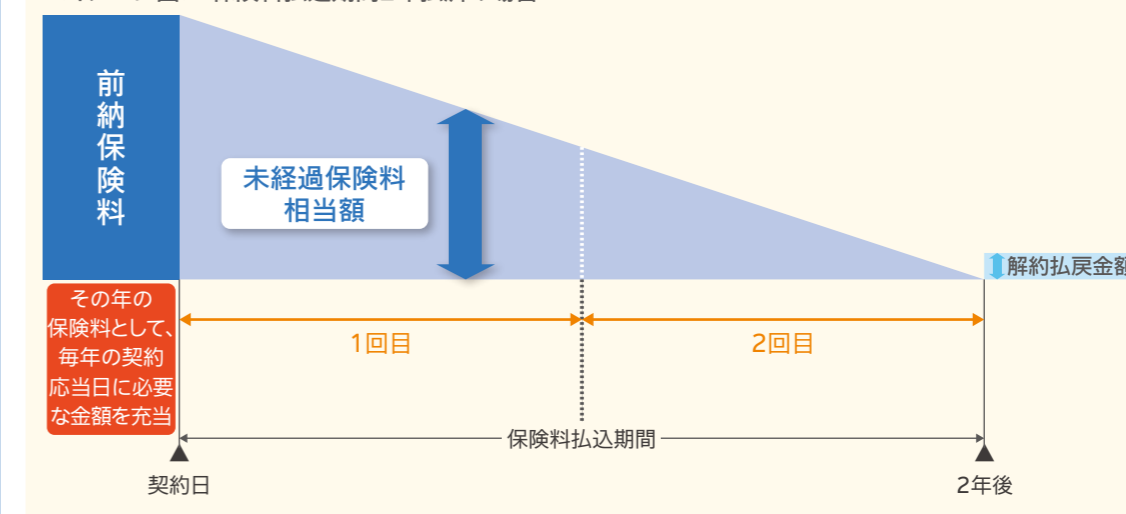 前納保険料
未経過保険料
相当額
解約払戻金額
その年の
保険料として、
毎年の契約
応当日に必要
な金額を充当
1回目
2回目
保険料払込期間
契約日
2年後